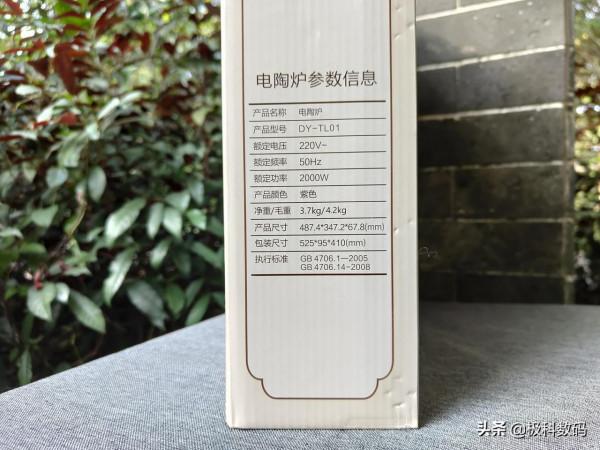 电陶炉参数信息
产品名称 电陶炉
产品型号 DY-TL01
额定电压 220V~
额定频率 50Hz
额定功率 2000W
产品颜色 紫色
净重/毛重 3.7kg/4.2kg
产品尺寸 487.4*347.2*67.8(mm)
包装尺寸 525*95*410(mm)
执行标准 GB 4706.1—2005
GB 4706.14-2008
头条 @极科数码